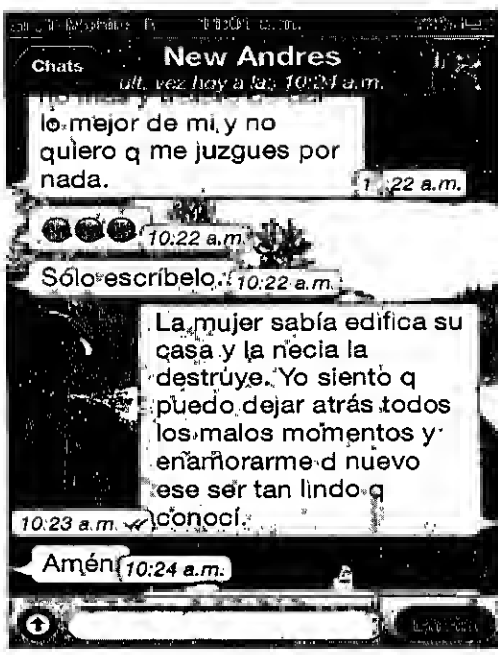 Chats
New Andres
últ. vez hoy a las 10:24 a.m.
lo mejor de mi y no
quiero q me juzgues por
nada.
:22 a.m.
10:22 a.m.
Sólo escríbelo. 10:22 a.m.
La mujer sabía edifica su
casa y la necia la
destruye. Yo siento q
puedo dejar atrás todos
los malos momentos y
enamorarme d nuevo
ese ser tan lindo q
conocí.
10:23 a.m.
Amén 10:24 a.m.